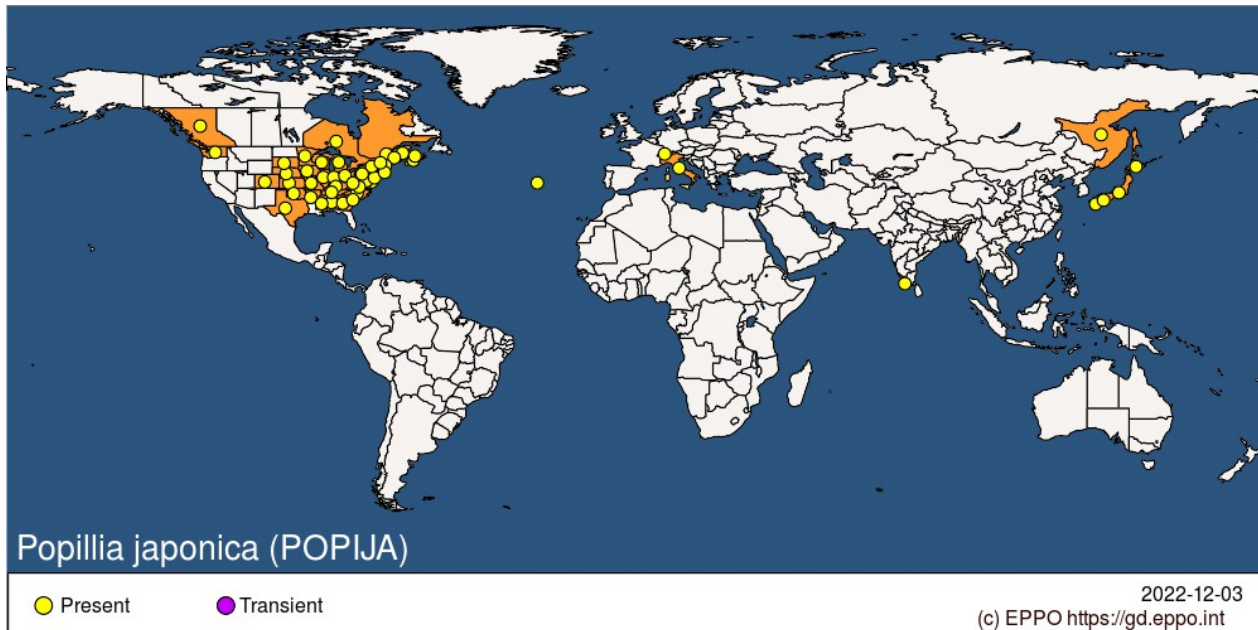 Popillia japonica (POPIJA)
Present
Transient
2022-12-03
(c) EPPO https://gd.eppo.int